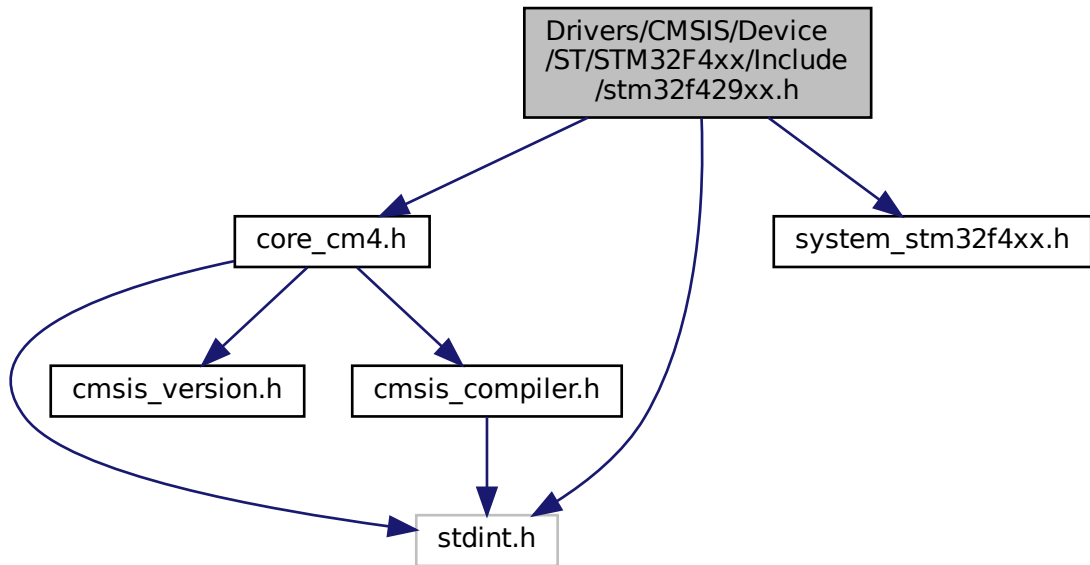 Drivers/CMSIS/Device
/ST/STM32F4xx/Include
/stm32f429xx.h
core_cm4.h
system_stm32f4xx.h
cmsis_version.h
cmsis_compiler.h
stdint.h